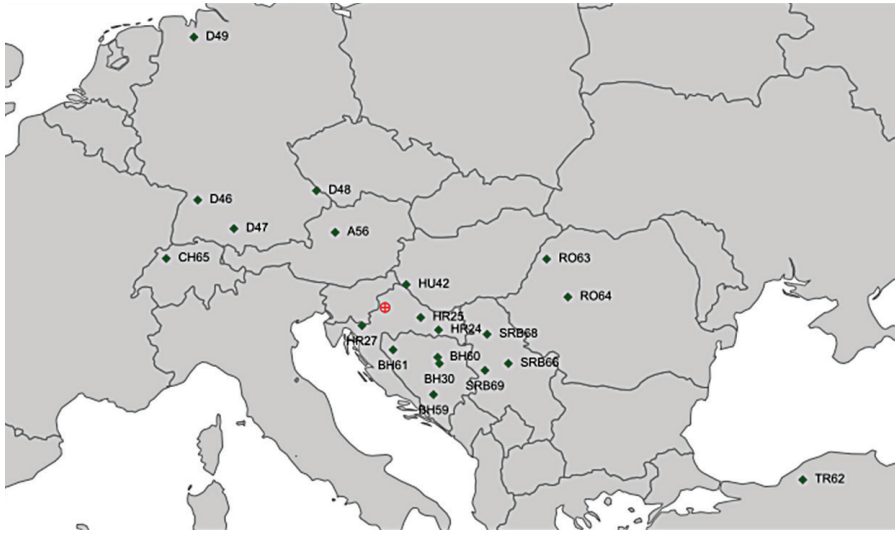 D49
D48
D46
D47
A56
CH65
RO63
HU42
RO64
HR25
HR24
SRB68
HR27
BH60
BH61
SRB66
BH30
SRB69
BH59
TR62